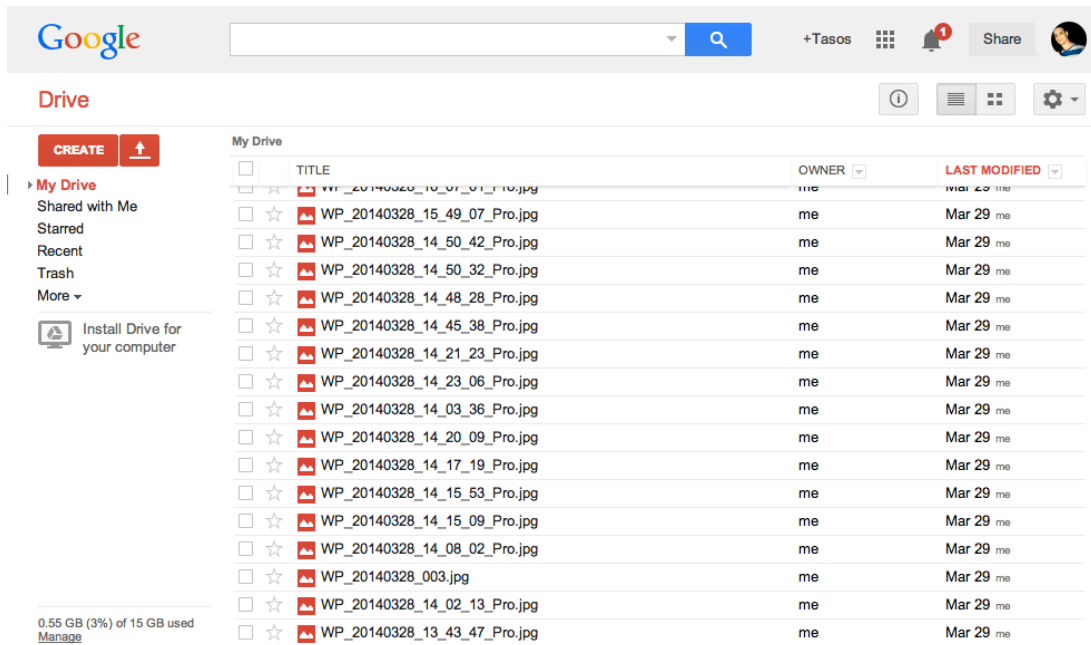 Google
+Tasos
1
Share
Drive
CREATE
My Drive
Shared with Me
Starred
Recent
Trash
More
Install Drive for
your computer
0.55 GB (3%) of 15 GB used
Manage
My Drive
TITLE OWNER LAST MODIFIED
WP_20140328_16_07_01_Pro.jpg me Mar 29 me
WP_20140328_15_49_07_Pro.jpg me Mar 29 me
WP_20140328_14_50_42_Pro.jpg me Mar 29 me
WP_20140328_14_50_32_Pro.jpg me Mar 29 me
WP_20140328_14_48_28_Pro.jpg me Mar 29 me
WP_20140328_14_45_38_Pro.jpg me Mar 29 me
WP_20140328_14_21_23_Pro.jpg me Mar 29 me
WP_20140328_14_23_06_Pro.jpg me Mar 29 me
WP_20140328_14_03_36_Pro.jpg me Mar 29 me
WP_20140328_14_20_09_Pro.jpg me Mar 29 me
WP_20140328_14_17_19_Pro.jpg me Mar 29 me
WP_20140328_14_15_53_Pro.jpg me Mar 29 me
WP_20140328_14_15_09_Pro.jpg me Mar 29 me
WP_20140328_14_08_02_Pro.jpg me Mar 29 me
WP_20140328_003.jpg me Mar 29 me
WP_20140328_14_02_13_Pro.jpg me Mar 29 me
WP_20140328_13_43_47_Pro.jpg me Mar 29 me